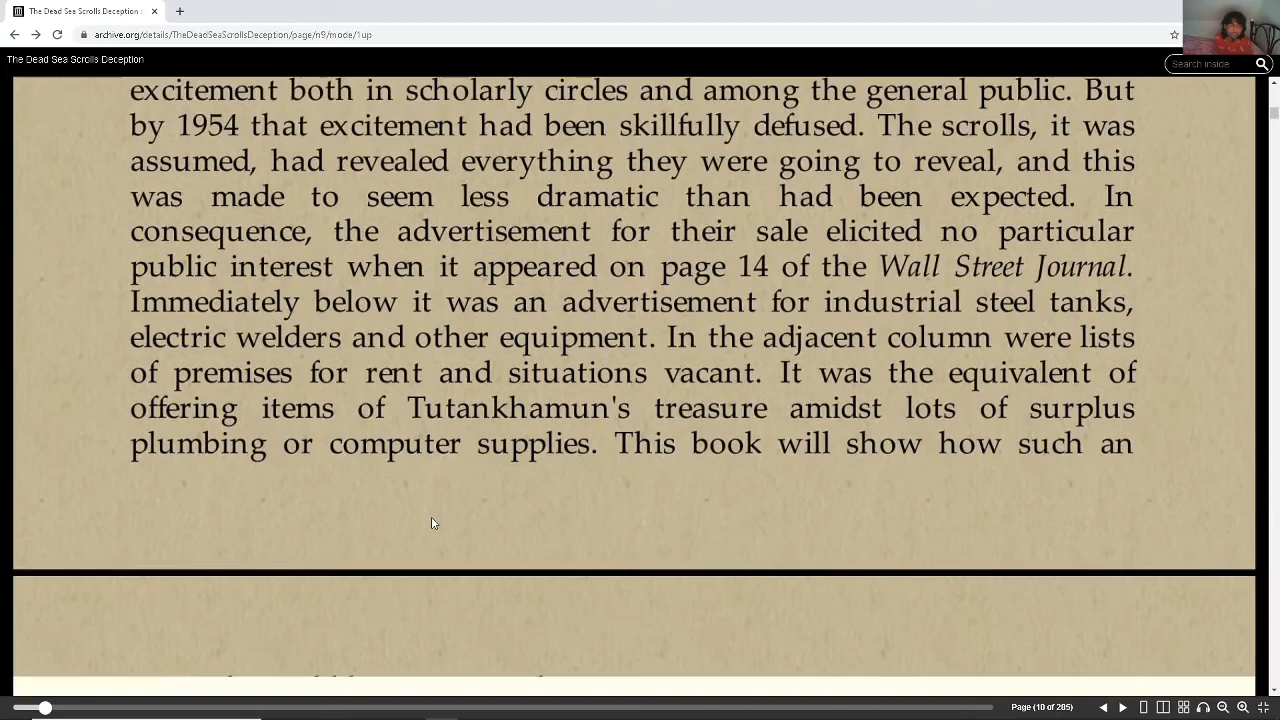 The Dead Sea Scrolls Deception :
archive.org/details/TheDeadSeaScrollsDeception/page/n9/mode/1up
The Dead Sea Scrolls Deception
Search inside
excitement both in scholarly circles and among the general public. But
by 1954 that excitement had been skillfully defused. The scrolls, it was
assumed, had revealed everything they were going to reveal, and this
was made to seem less dramatic than had been expected. In
consequence, the advertisement for their sale elicited no particular
public interest when it appeared on page 14 of the Wall Street Journal.
Immediately below it was an advertisement for industrial steel tanks,
electric welders and other equipment. In the adjacent column were lists
of premises for rent and situations vacant. It was the equivalent of
offering items of Tutankhamun's treasure amidst lots of surplus
plumbing or computer supplies. This book will show how such an
Page (10 of 205)